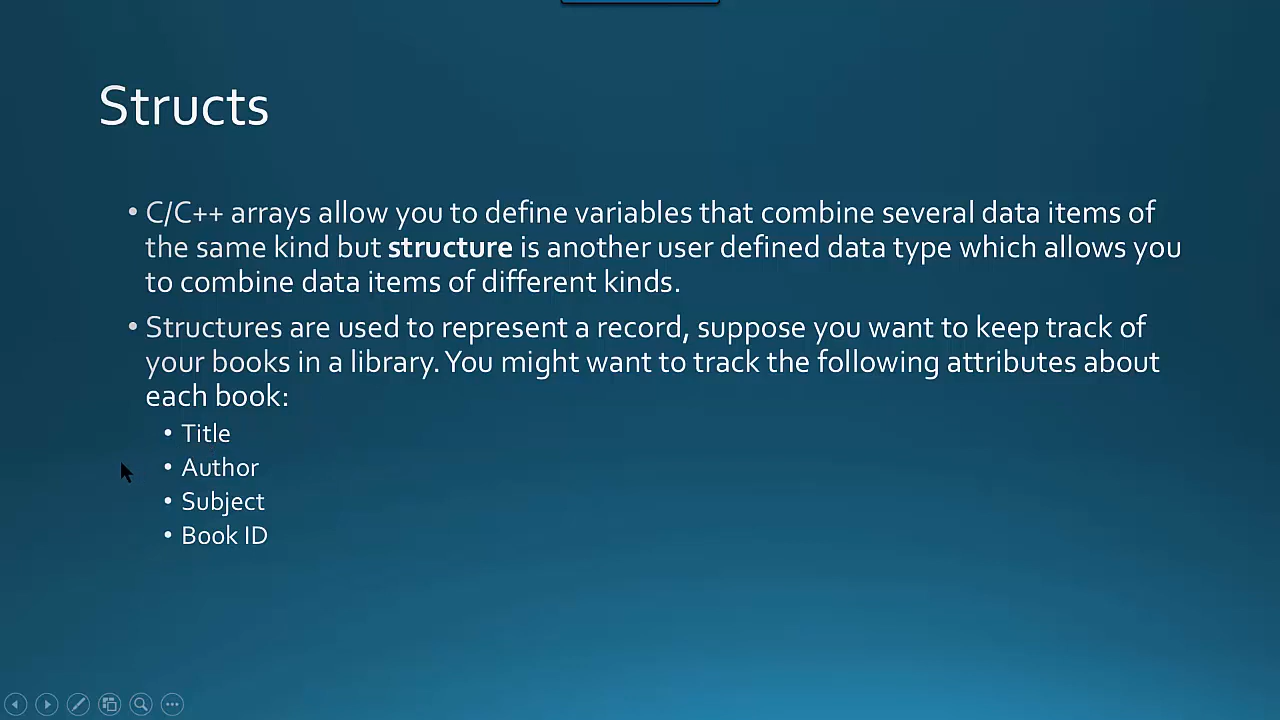 Structs
• C/C++ arrays allow you to define variables that combine several data items of
the same kind but structure is another user defined data type which allows you
to combine data items of different kinds.
• Structures are used to represent a record, suppose you want to keep track of
your books in a library. You might want to track the following attributes about
each book:
• Title
• Author
• Subject
• Book ID